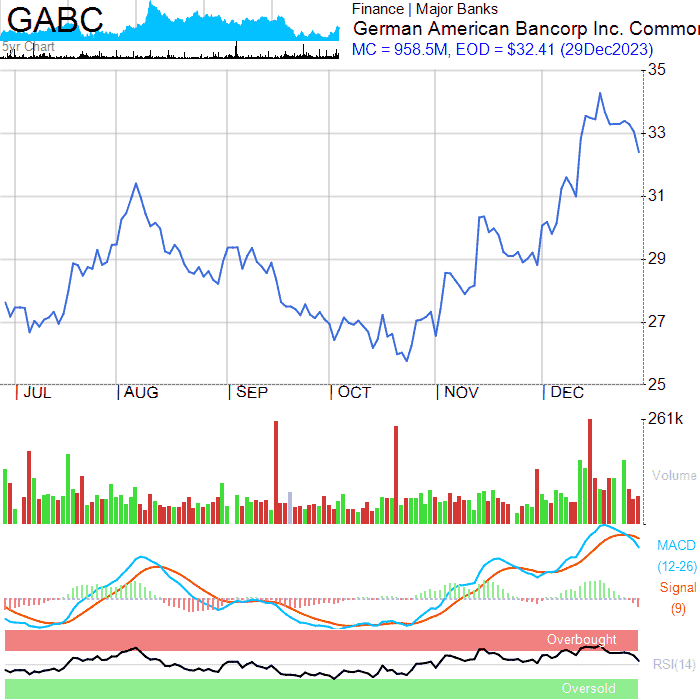 GABC
5yr Chart
Finance | Major Banks
German American Bancorp Inc. Common
MC = 958.5M, EOD = $32.41 (29Dec2023)
35
33
31
29
27
25
JUL AUG SEP OCT NOV DEC
261k
Volume
MACD
(12-26)
Signal
(9)
Overbought
RSI(14)
Oversold